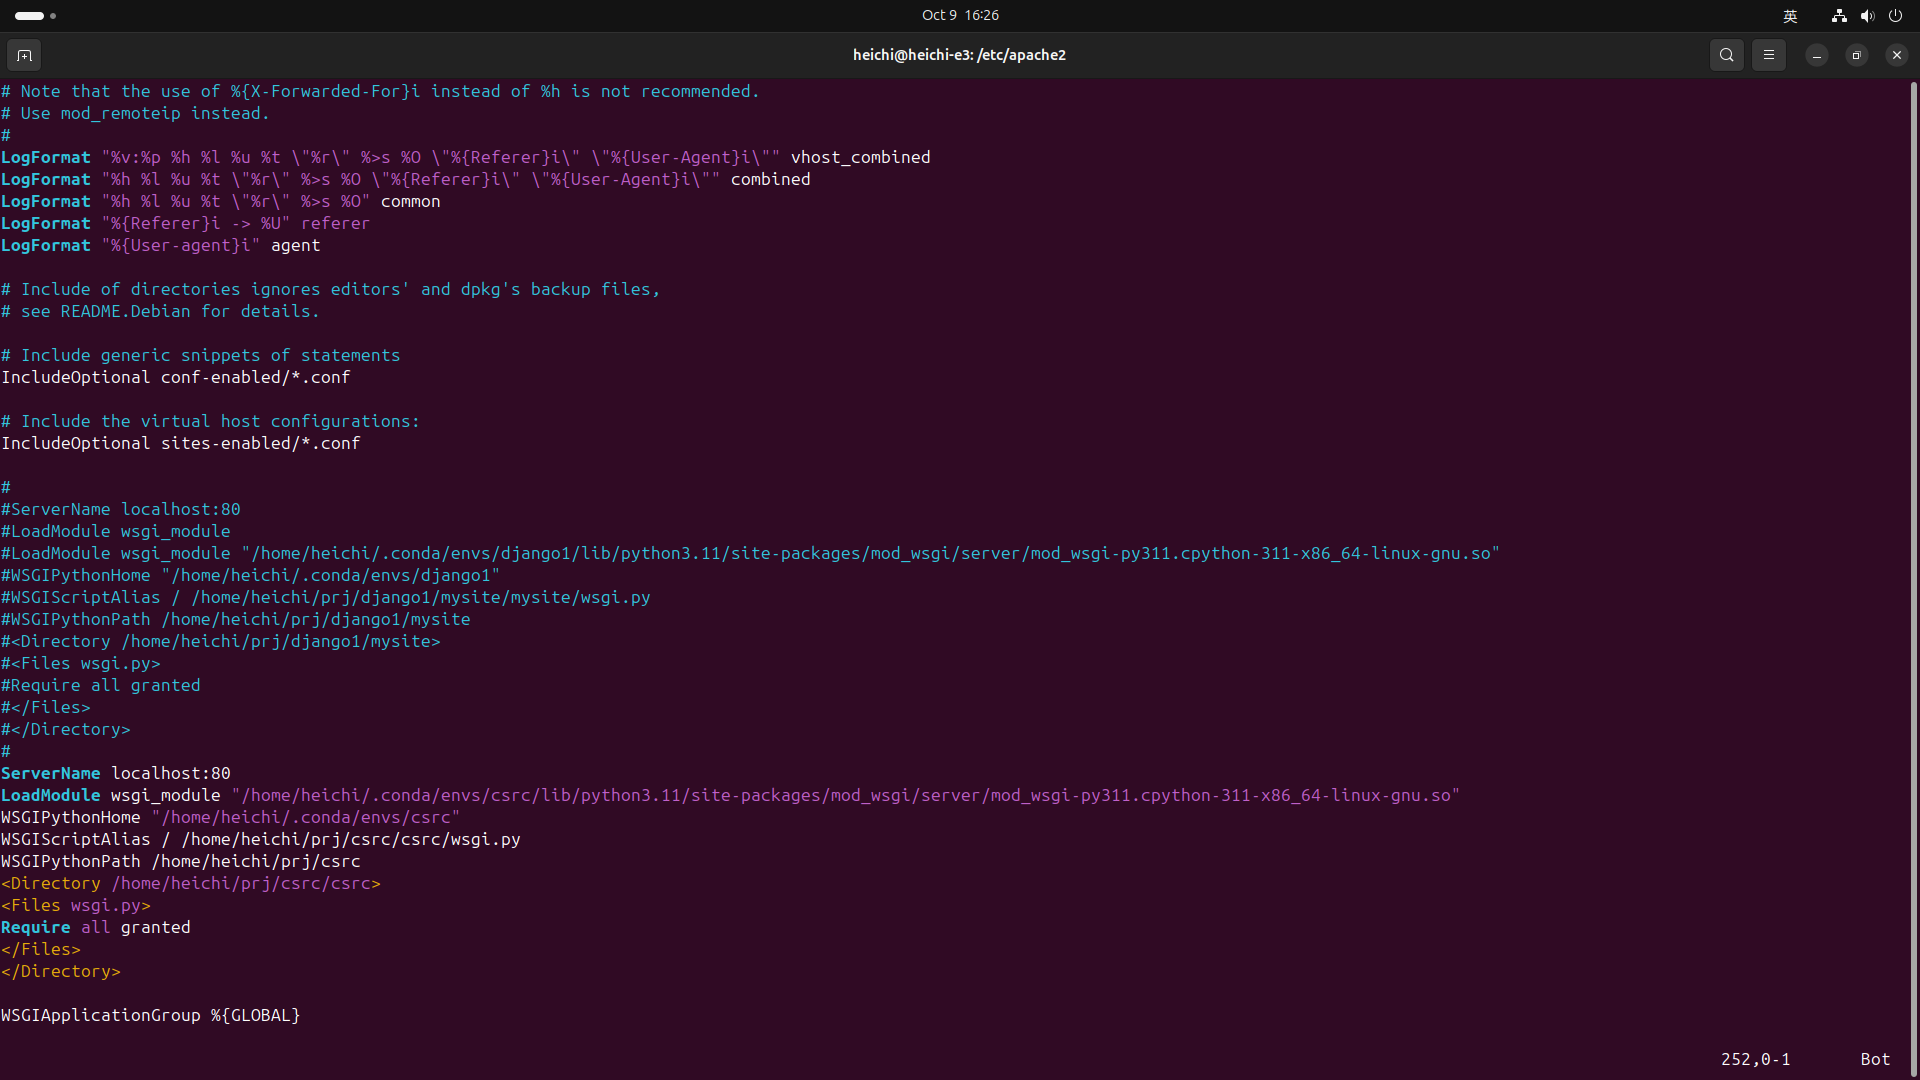 Oct 9 16:26
英
heichi@heichi-e3: /etc/apache2
# Note that the use of %{X-Forwarded-For}i instead of %h is not recommended.
# Use mod_remoteip instead.
#
LogFormat "%v:%p %h %l %u %t \"%r\" %>s %O \"%{Referer}i\" \"%{User-Agent}i\"" vhost_combined
LogFormat "%h %l %u %t \"%r\" %>s %O \"%{Referer}i\" \"%{User-Agent}i\"" combined
LogFormat "%h %l %u %t \"%r\" %>s %O" common
LogFormat "%{Referer}i -> %U" referer
LogFormat "%{User-agent}i" agent

# Include of directories ignores editors' and dpkg's backup files,
# see README.Debian for details.

# Include generic snippets of statements
IncludeOptional conf-enabled/*.conf

# Include the virtual host configurations:
IncludeOptional sites-enabled/*.conf

#
#ServerName localhost:80
#LoadModule wsgi_module
#LoadModule wsgi_module "/home/heichi/.conda/envs/django1/lib/python3.11/site-packages/mod_wsgi/server/mod_wsgi-py311.cpython-311-x86_64-linux-gnu.so"
#WSGIPythonHome "/home/heichi/.conda/envs/django1"
#WSGIScriptAlias / /home/heichi/prj/django1/mysite/mysite/wsgi.py
#WSGIPythonPath /home/heichi/prj/django1/mysite
#<Directory /home/heichi/prj/django1/mysite>
#<Files wsgi.py>
#Require all granted
#</Files>
#</Directory>
#
ServerName localhost:80
LoadModule wsgi_module "/home/heichi/.conda/envs/csrc/lib/python3.11/site-packages/mod_wsgi/server/mod_wsgi-py311.cpython-311-x86_64-linux-gnu.so"
WSGIPythonHome "/home/heichi/.conda/envs/csrc"
WSGIScriptAlias / /home/heichi/prj/csrc/csrc/wsgi.py
WSGIPythonPath /home/heichi/prj/csrc
<Directory /home/heichi/prj/csrc/csrc>
<Files wsgi.py>
Require all granted
</Files>
</Directory>

WSGIApplicationGroup %{GLOBAL}
252,0-1 Bot